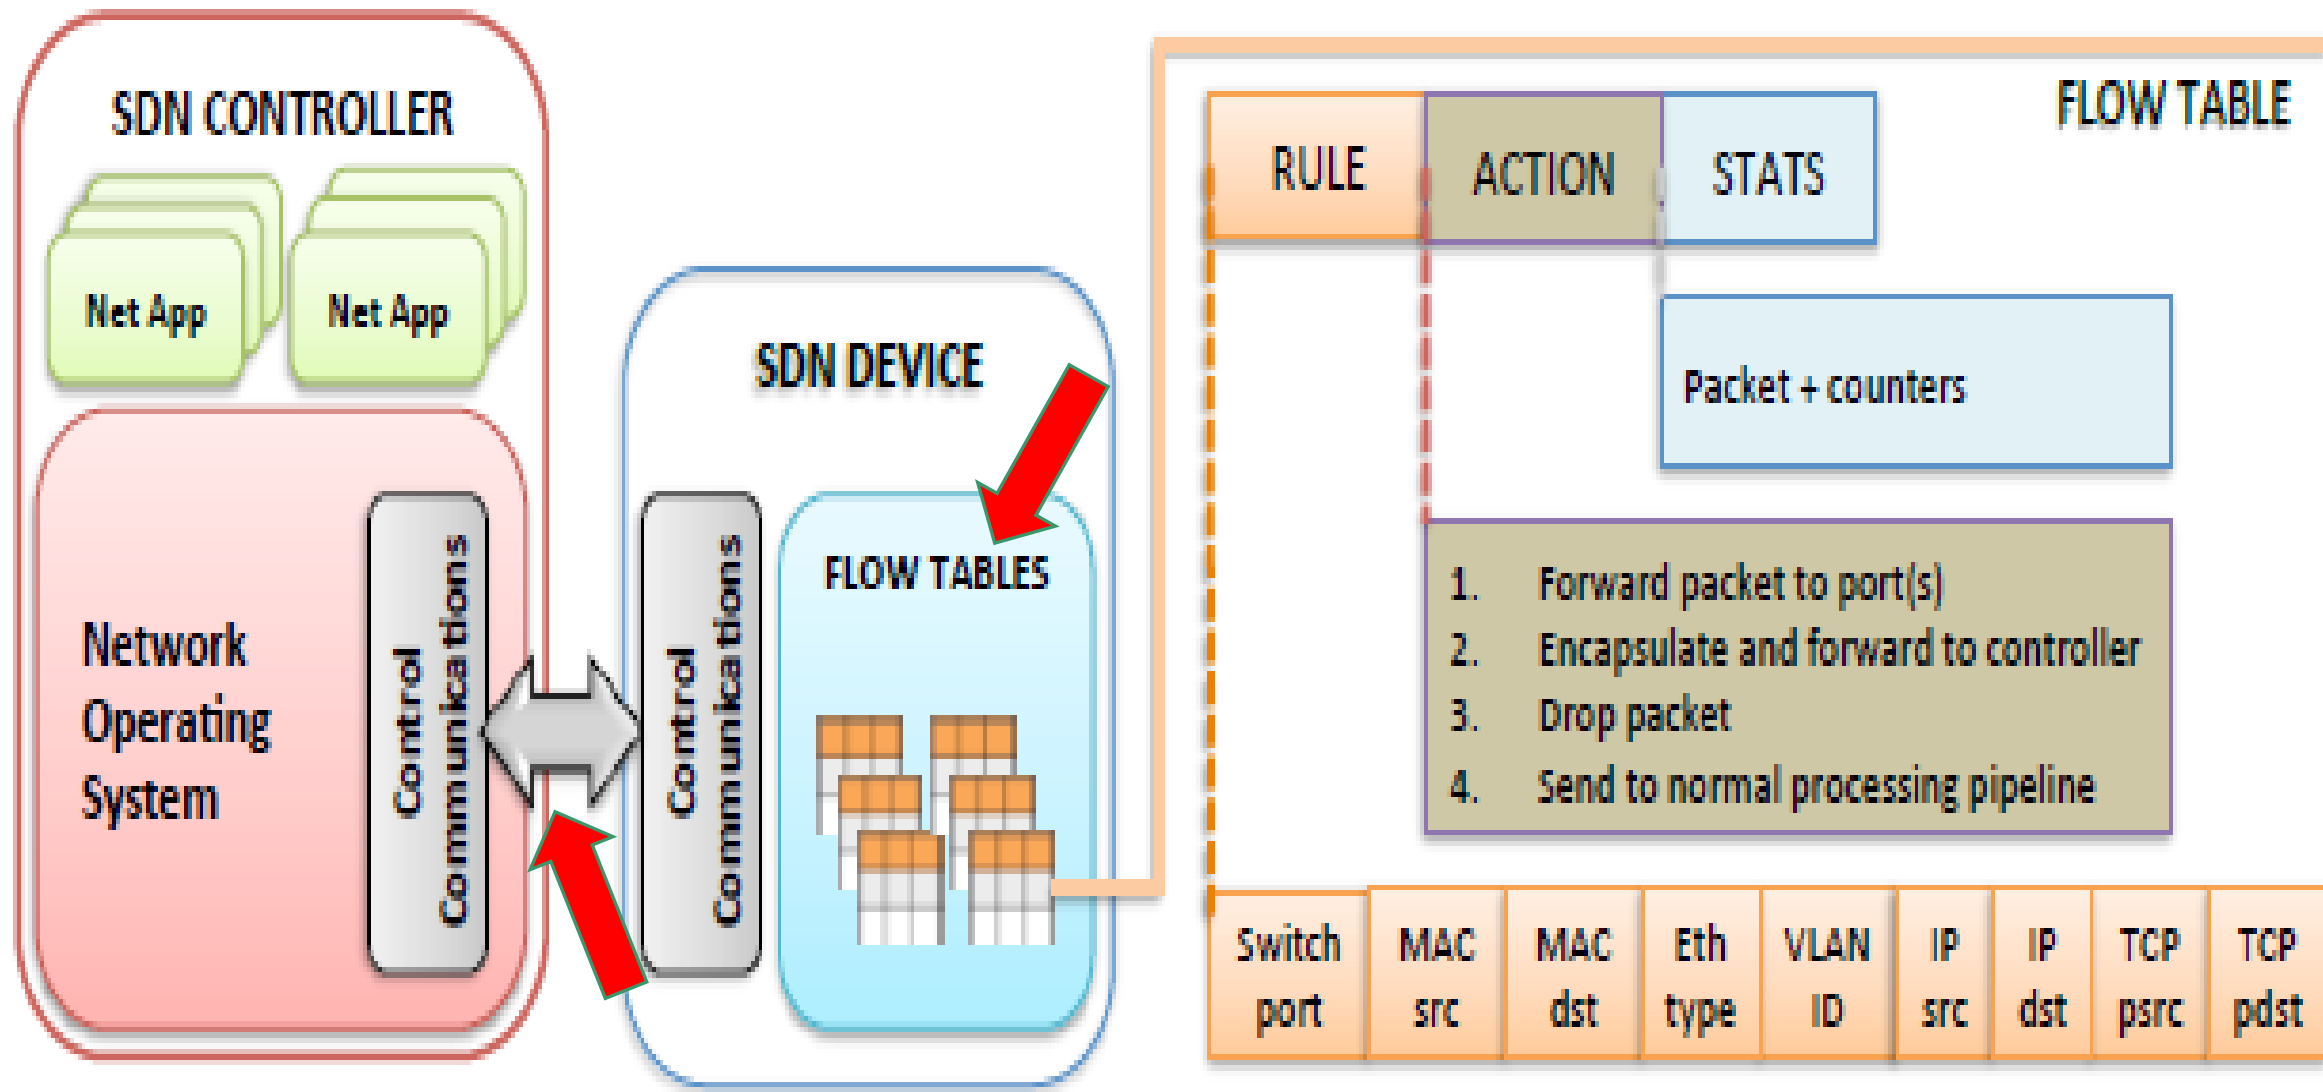 SDN CONTROLLER
Net App
Net App
Network
Operating
System
Control
Communications
SDN DEVICE
Control
Communications
FLOW TABLES
FLOW TABLE
RULE
ACTION
STATS
Packet + counters
1. Forward packet to port(s)
2. Encapsulate and forward to controller
3. Drop packet
4. Send to normal processing pipeline
Switch
port
MAC
src
MAC
dst
Eth
type
VLAN
ID
IP
src
IP
dst
TCP
psrc
TCP
pdst